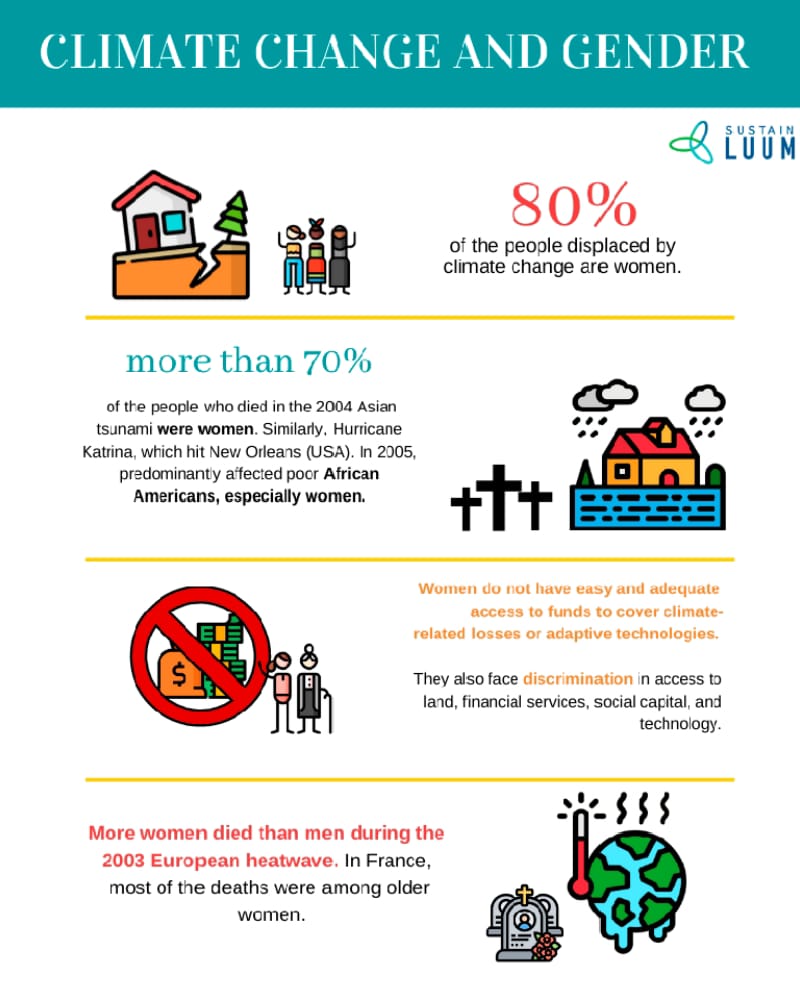 CLIMATE CHANGE AND GENDER
SUSTAIN
LUUM
80%
of the people displaced by
climate change are women.
more than 70%
of the people who died in the 2004 Asian
tsunami were women. Similarly, Hurricane
Katrina, which hit New Orleans (USA). In 2005,
predominantly affected poor African
Americans, especially women.
$
Women do not have easy and adequate
access to funds to cover climate-
related losses or adaptive technologies.
They also face discrimination in access to
land, financial services, social capital, and
technology.
More women died than men during the
2003 European heatwave. In France,
most of the deaths were among older
women.